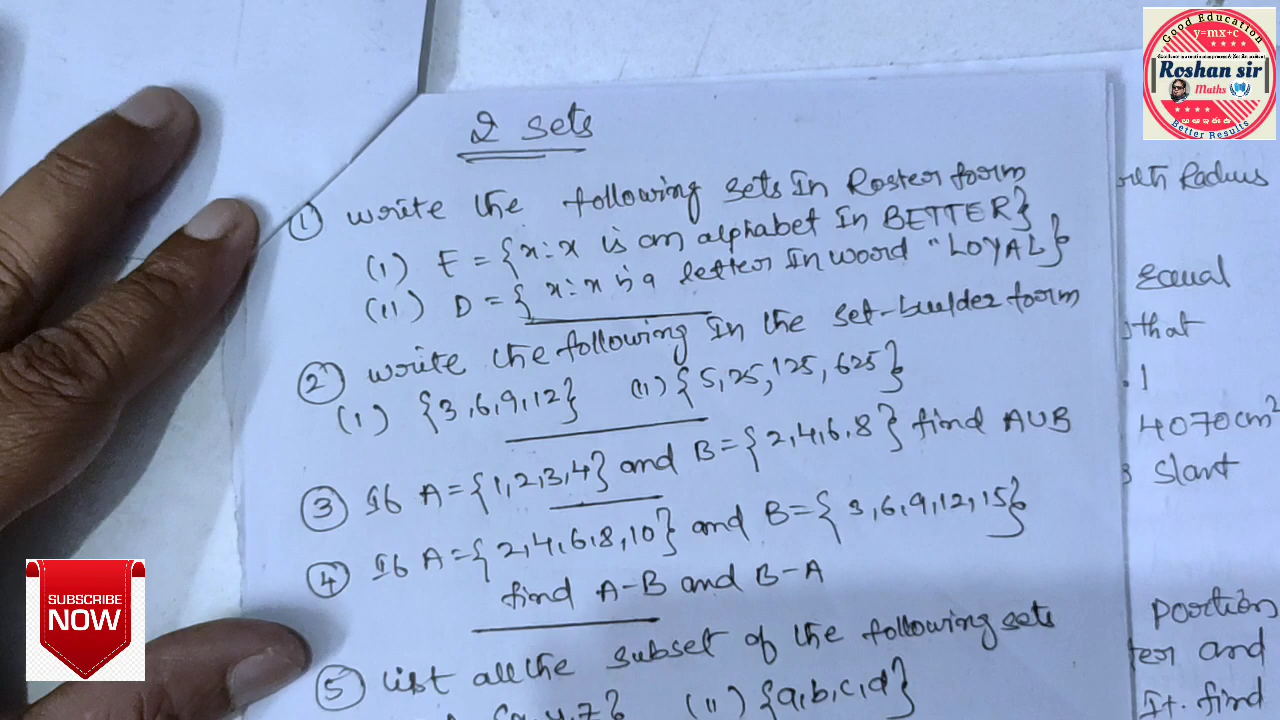 2 Sets
① write the following sets In Roster form
(i) E = {x:x is an alphabet In BETTER}
(ii) D = { x:x is a letter In word "LOYAL}
② write the following In the set-builder form
(i) {3,6,9,12} (ii) {5,25,125,625}
③ If A={1,2,3,4} and B={2,4,6,8} find AUB
④ If A={2,4,6,8,10} and B={3,6,9,12,15}
find A-B and B-A
⑤ List all the subset of the following sets
(ii) {a,b,c,d}
Radius
Equal
that
.1
4070cm²
Slant
Portion
and
It. find
Good Education
y=mx+c
Roshan sir
Maths
Better Results
SUBSCRIBE
NOW